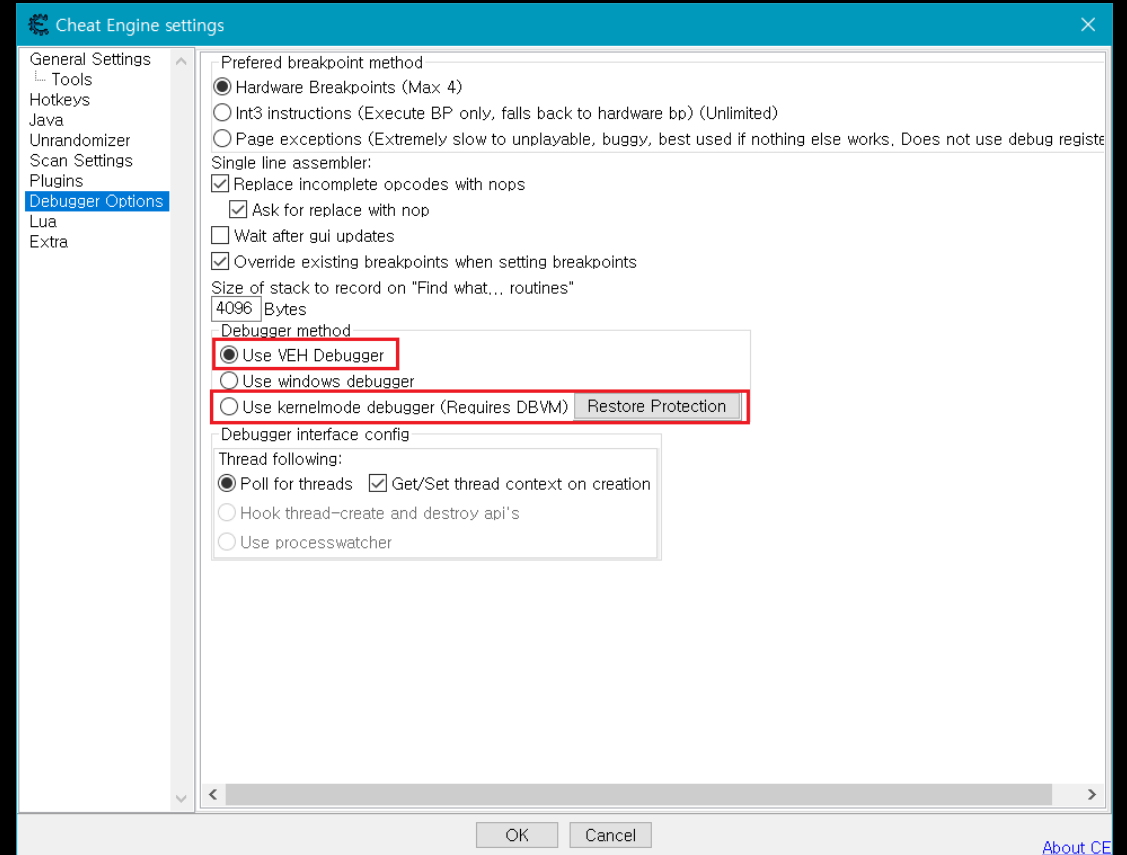 Cheat Engine settings
General Settings
Tools
Hotkeys
Java
Unrandomizer
Scan Settings
Plugins
Debugger Options
Lua
Extra
Prefered breakpoint method
Hardware Breakpoints (Max 4)
Int3 instructions (Execute BP only, falls back to hardware bp) (Unlimited)
Page exceptions (Extremely slow to unplayable, buggy, best used if nothing else works. Does not use debug registe
Single line assembler:
Replace incomplete opcodes with nops
Ask for replace with nop
Wait after gui updates
Override existing breakpoints when setting breakpoints
Size of stack to record on "Find what... routines"
4096 Bytes
Debugger method
Use VEH Debugger
Use windows debugger
Use kernelmode debugger (Requires DBVM) Restore Protection
Debugger interface config
Thread following:
Poll for threads Get/Set thread context on creation
Hook thread-create and destroy api's
Use processwatcher
OK Cancel
About CE